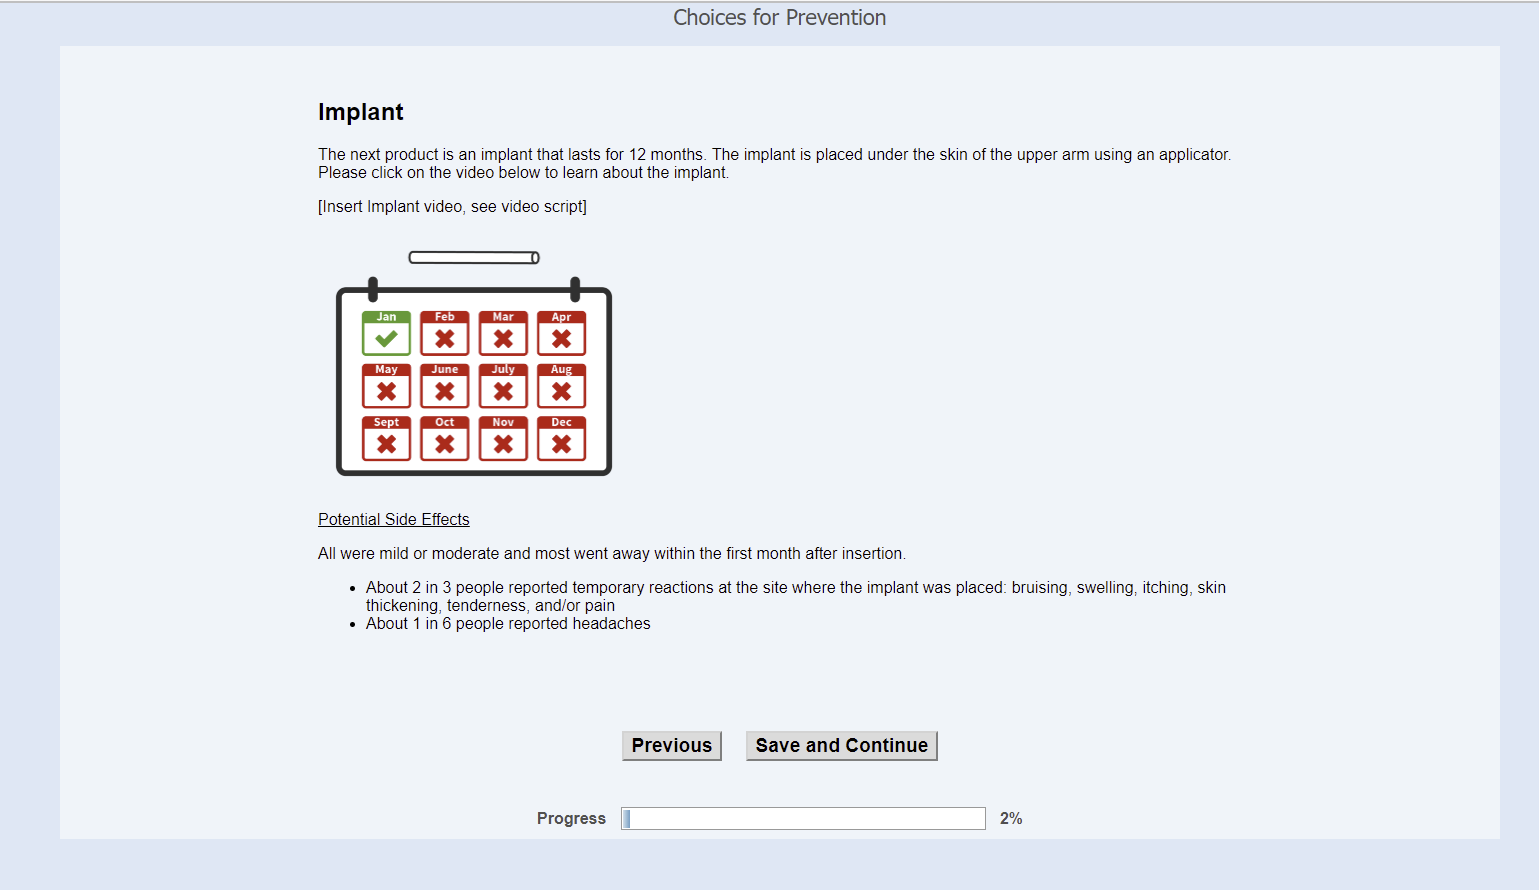 Choices for Prevention
Implant
The next product is an implant that lasts for 12 months. The implant is placed under the skin of the upper arm using an applicator.
Please click on the video below to learn about the implant.
[Insert Implant video, see video script]
Jan Feb Mar Apr
May June July Aug
Sept Oct Nov Dec
Potential Side Effects
All were mild or moderate and most went away within the first month after insertion.
• About 2 in 3 people reported temporary reactions at the site where the implant was placed: bruising, swelling, itching, skin
thickening, tenderness, and/or pain
• About 1 in 6 people reported headaches
Previous Save and Continue
Progress 2%